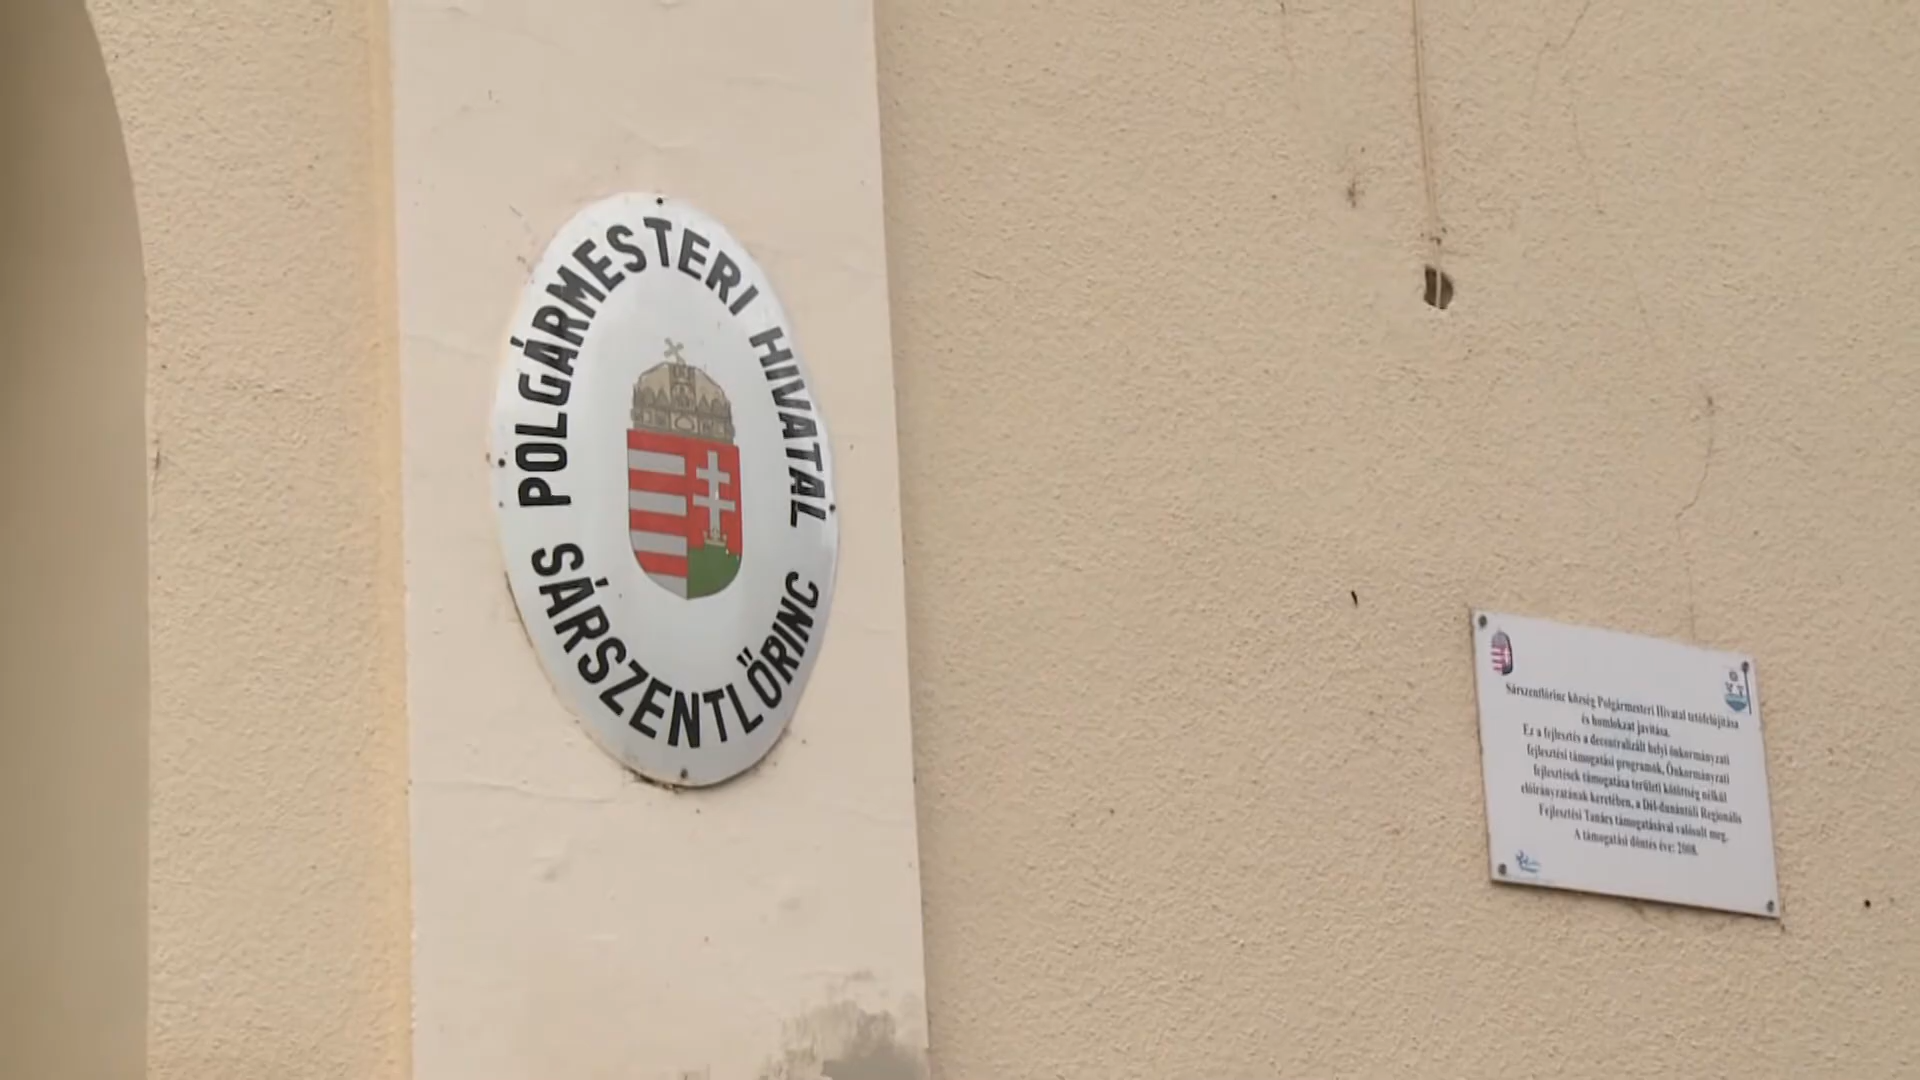 POLGÁRMESTERI HIVATAL
SÁRSZENTLŐRINC
Sárszentlőrinc község Polgármesteri Hivatal tetőfelújítása
és homlokzat javítása.
Ez a fejlesztés a decentralizált helyi önkormányzati
fejlesztési támogatási programok, Önkormányzati
fejlesztések támogatása területi kötöttség nélkül
előirányzatának keretében, a Dél-dunántúli Regionális
Fejlesztési Tanács támogatásával valósult meg.
A támogatási döntés éve: 2008.